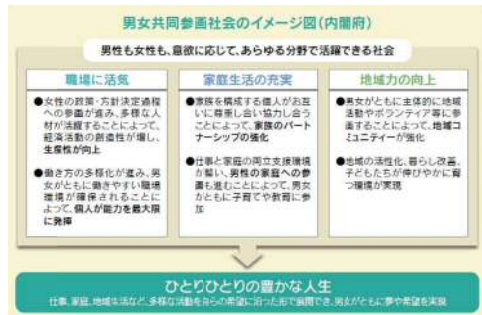 男女共同参画社会のイメージ図(内閣府)
男性も女性も、意欲に応じて、あらゆる分野で活躍できる社会
職場に活気
●女性の政策・方針決定過程
への参画が進み、多様な人
材が活躍することによって、
経済活動の創造性が増し、
生産性が向上
●働き方の多様化が進み、男
女がともに働きやすい職場
環境が確保されることによ
って、個人が能力を最大限
に発揮
家庭生活の充実
●家族を構成する個人がお互
いに尊重し合い協力し合う
ことによって、家族のパート
ナーシップの強化
●仕事と家庭の両立支援環境
が整い、男性の家庭への参
画も進むことによって、男女
がともに子育てや教育に参
加
地域力の向上
●男女がともに主体的に地域
活動やボランティア等に参
画することによって、地域コ
ミュニティーが強化
●地域の活性化、暮らし改善、
子どもたちが伸びやかに育
つ環境が実現
ひとりひとりの豊かな人生
仕事、家庭、地域生活など、多様な活動を自らの希望に沿った形で展開でき、男女がともに夢や希望を実現